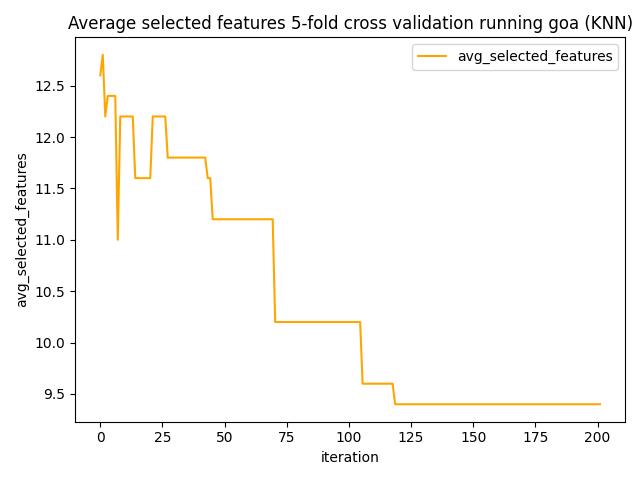 Average selected features 5-fold cross validation running goa (KNN)
avg_selected_features
avg_selected_features
12.5
12.0
11.5
11.0
10.5
10.0
9.5
0 25 50 75 100 125 150 175 200
iteration